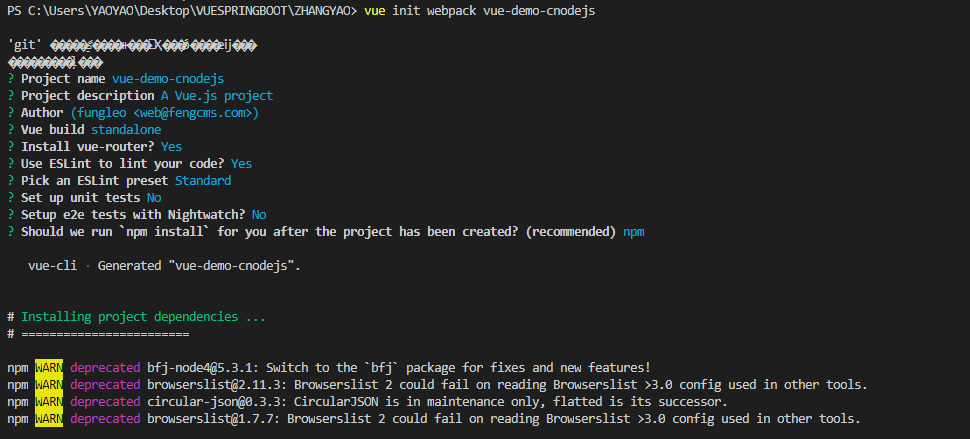 PS C:\Users\YAOYAO\Desktop\VUESPRINGBOOT\ZHANGYAO> vue init webpack vue-demo-cnodejs
'git'
? Project name vue-demo-cnodejs
? Project description A Vue.js project
? Author (fungleo <web@fengcms.com>)
? Vue build standalone
? Install vue-router? Yes
? Use ESLint to lint your code? Yes
? Pick an ESLint preset Standard
? Set up unit tests No
? Setup e2e tests with Nightwatch? No
? Should we run `npm install` for you after the project has been created? (recommended) npm
vue-cli · Generated "vue-demo-cnodejs".
# Installing project dependencies ...
# ========================
npm WARN deprecated bfj-node4@5.3.1: Switch to the `bfj` package for fixes and new features!
npm WARN deprecated browserslist@2.11.3: Browserslist 2 could fail on reading Browserslist >3.0 config used in other tools.
npm WARN deprecated circular-json@0.3.3: CircularJSON is in maintenance only, flatted is its successor.
npm WARN deprecated browserslist@1.7.7: Browserslist 2 could fail on reading Browserslist >3.0 config used in other tools.